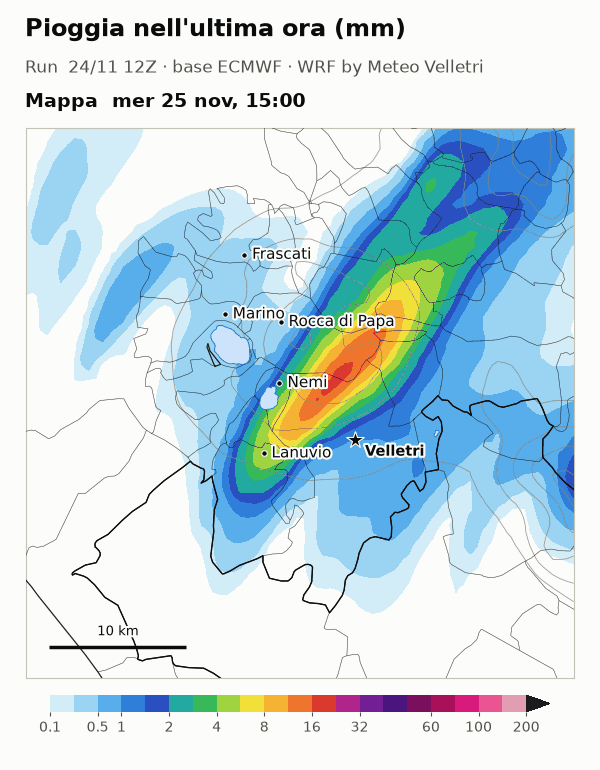 Pioggia nell'ultima ora (mm)
Run  24/11 12Z · base ECMWF · WRF by Meteo Velletri
Mappa  mer 25 nov, 15:00
Frascati
Marino
Rocca di Papa
Nemi
Velletri
Lanuvio
10 km
0.1 0.5 1 2 4 8 16 32 60 100 200